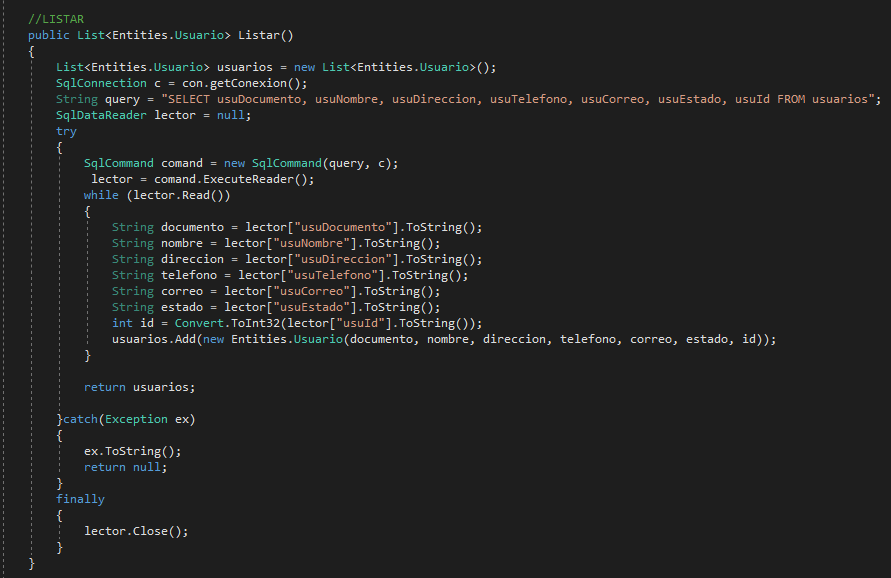 //LISTAR
public List<Entities.Usuario> Listar()
{
List<Entities.Usuario> usuarios = new List<Entities.Usuario>();
SqlConnection c = con.getConexion();
String query = "SELECT usuDocumento, usuNombre, usuDireccion, usuTelefono, usuCorreo, usuEstado, usuId FROM usuarios";
SqlDataReader lector = null;
try
{
SqlCommand comand = new SqlCommand(query, c);
lector = comand.ExecuteReader();
while (lector.Read())
{
String documento = lector["usuDocumento"].ToString();
String nombre = lector["usuNombre"].ToString();
String direccion = lector["usuDireccion"].ToString();
String telefono = lector["usuTelefono"].ToString();
String correo = lector["usuCorreo"].ToString();
String estado = lector["usuEstado"].ToString();
int id = Convert.ToInt32(lector["usuId"].ToString());
usuarios.Add(new Entities.Usuario(documento, nombre, direccion, telefono, correo, estado, id));
}
return usuarios;
}catch(Exception ex)
{
ex.ToString();
return null;
}
finally
{
lector.Close();
}
}